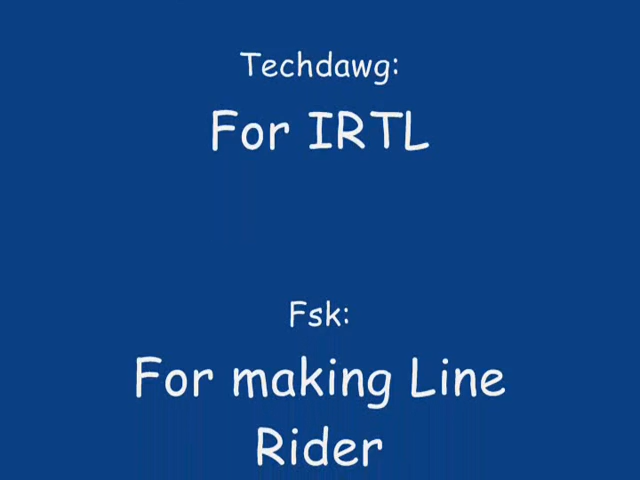 Techdawg:
For IRTL
Fsk:
For making Line
Rider